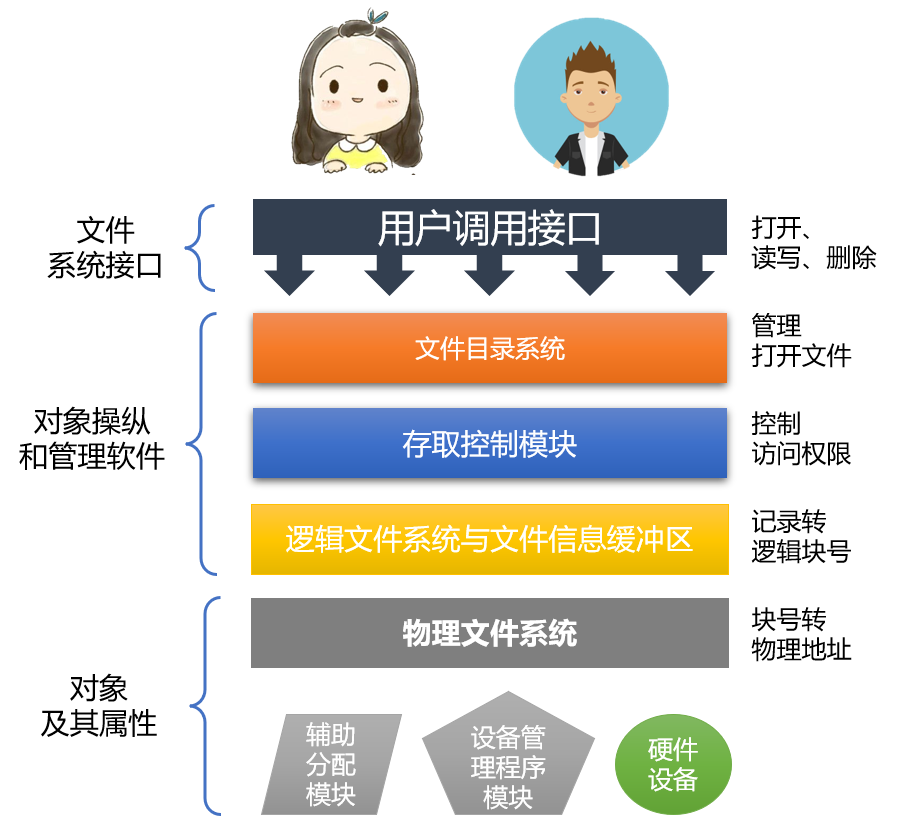 文件
系统接口
用户调用接口
打开、
读写、删除
对象操纵
和管理软件
文件目录系统
管理
打开文件
存取控制模块
控制
访问权限
逻辑文件系统与文件信息缓冲区
记录转
逻辑块号
对象
及其属性
物理文件系统
块号转
物理地址
辅助
分配
模块
设备管
理程序
模块
硬件
设备